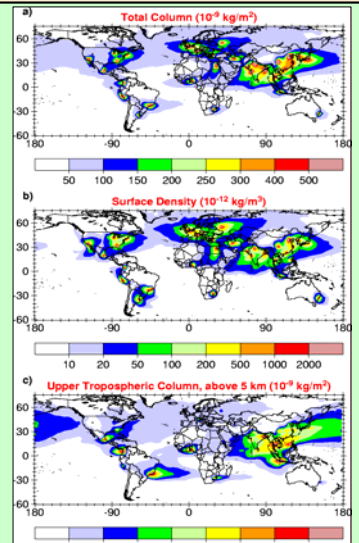 a) Total Column (10-9 kg/m2)
75
60
30
0
-30
-60
-180 -90 0 90 180
50 100 150 200 250 300 400 500
b) Surface Density (10-12 kg/m3)
75
60
30
0
-30
-60
-180 -90 0 90 180
10 20 50 100 200 500 1000 2000
c) Upper Tropospheric Column, above 5 km (10-9 kg/m2)
75
60
30
0
-30
-60
-180 -90 0 90 180